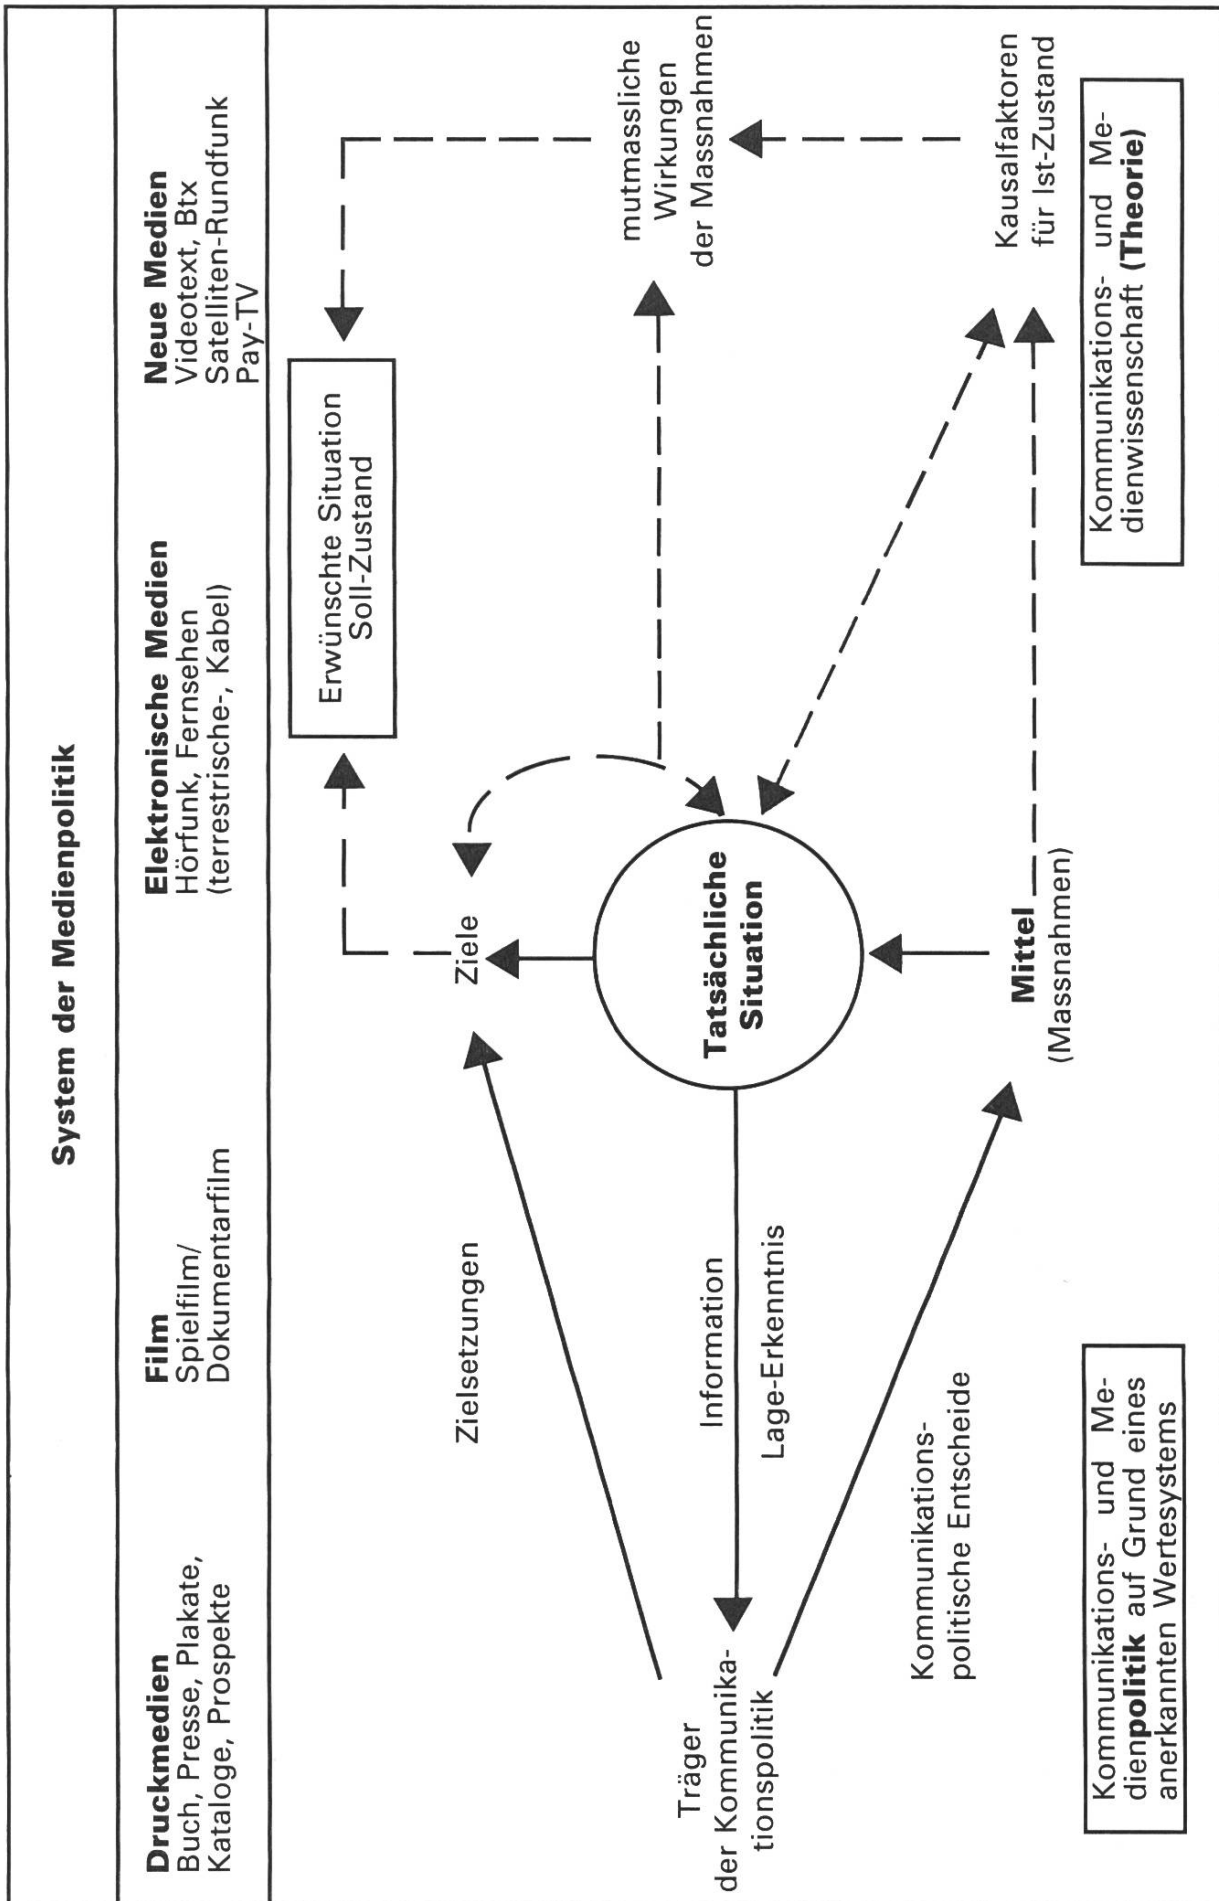 System der Medienpolitik
Druckmedien
Buch, Presse, Plakate,
Kataloge, Prospekte
Film
Spielfilm/
Dokumentarfilm
Elektronische Medien
Hörfunk, Fernsehen
(terrestrische-, Kabel)
Neue Medien
Videotext, Btx
Satelliten-Rundfunk
Pay-TV
Erwünschte Situation
Soll-Zustand
Zielsetzungen
Ziele
Träger
der Kommunika-
tionspolitik
Information
Lage-Erkenntnis
Tatsächliche
Situation
mutmassliche
Wirkungen
der Massnahmen
Kommunikations-
politische Entscheide
Mittel
(Massnahmen)
Kausalfaktoren
für Ist-Zustand
Kommunikations- und Me-
dienpolitik auf Grund eines
anerkannten Wertesystems
Kommunikations- und Me-
dienwissenschaft (Theorie)